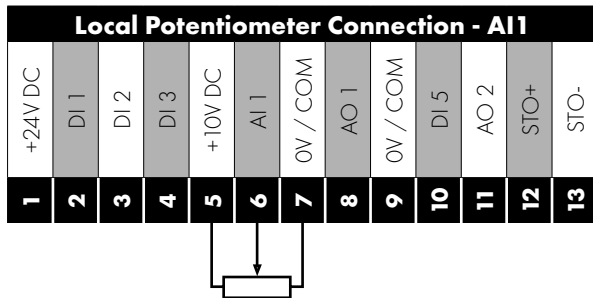 Local Potentiometer Connection - AI1
+24V DC
DI 1
DI 2
DI 3
+10V DC
AI 1
0V / COM
AO 1
0V / COM
DI 5
AO 2
STO+
STO-
1
2
3
4
5
6
7
8
9
10
11
12
13